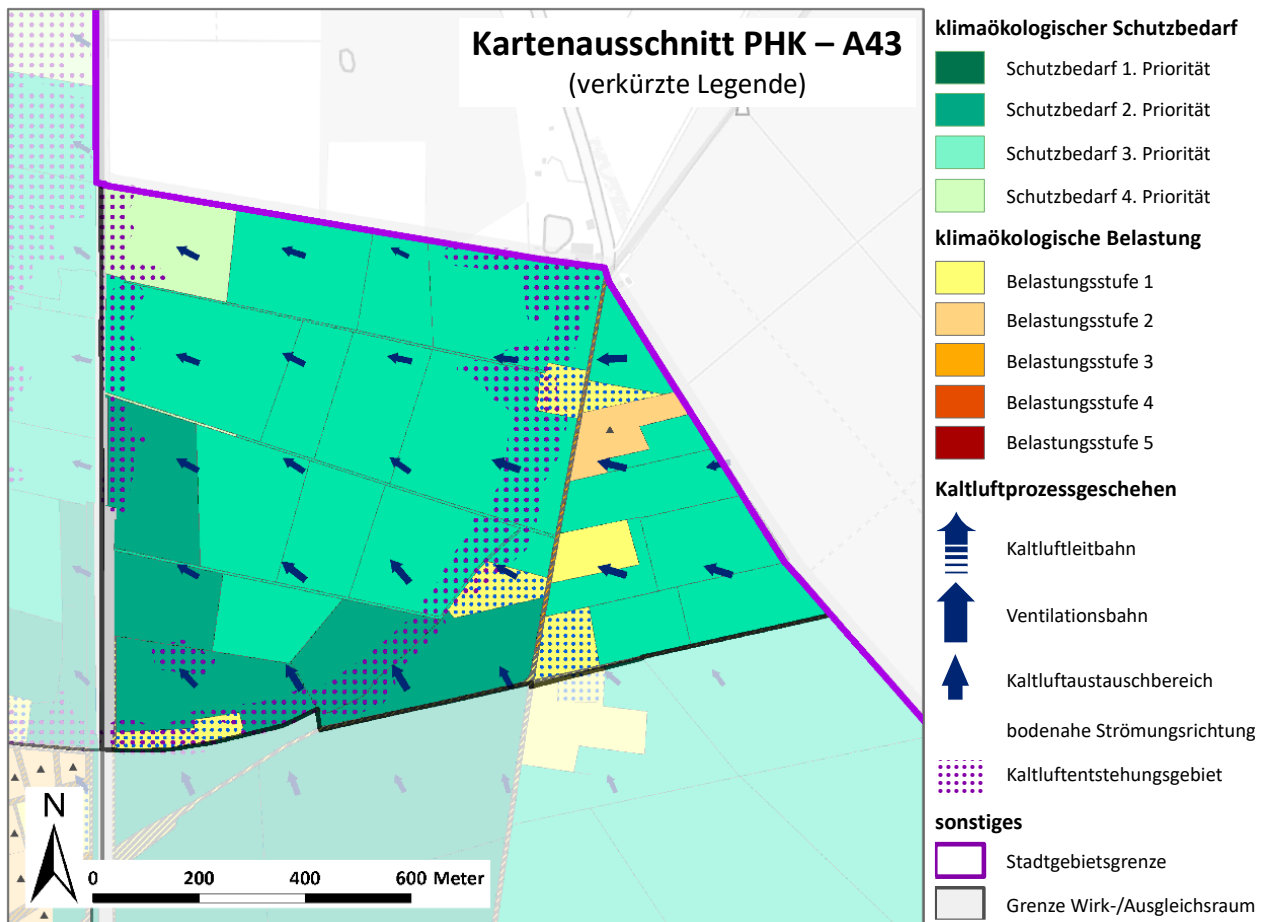 Kartenausschnitt PHK – A43
(verkürzte Legende)
klimaökologischer Schutzbedarf
Schutzbedarf 1. Priorität
Schutzbedarf 2. Priorität
Schutzbedarf 3. Priorität
Schutzbedarf 4. Priorität
klimaökologische Belastung
Belastungsstufe 1
Belastungsstufe 2
Belastungsstufe 3
Belastungsstufe 4
Belastungsstufe 5
Kaltluftprozessgeschehen
Kaltluftleitbahn
Ventilationsbahn
Kaltluftaustauschbereich
bodennahe Strömungsrichtung
Kaltluftentstehungsgebiet
sonstiges
Stadtgebietsgrenze
Grenze Wirk-/Ausgleichsraum
N
0 200 400 600 Meter